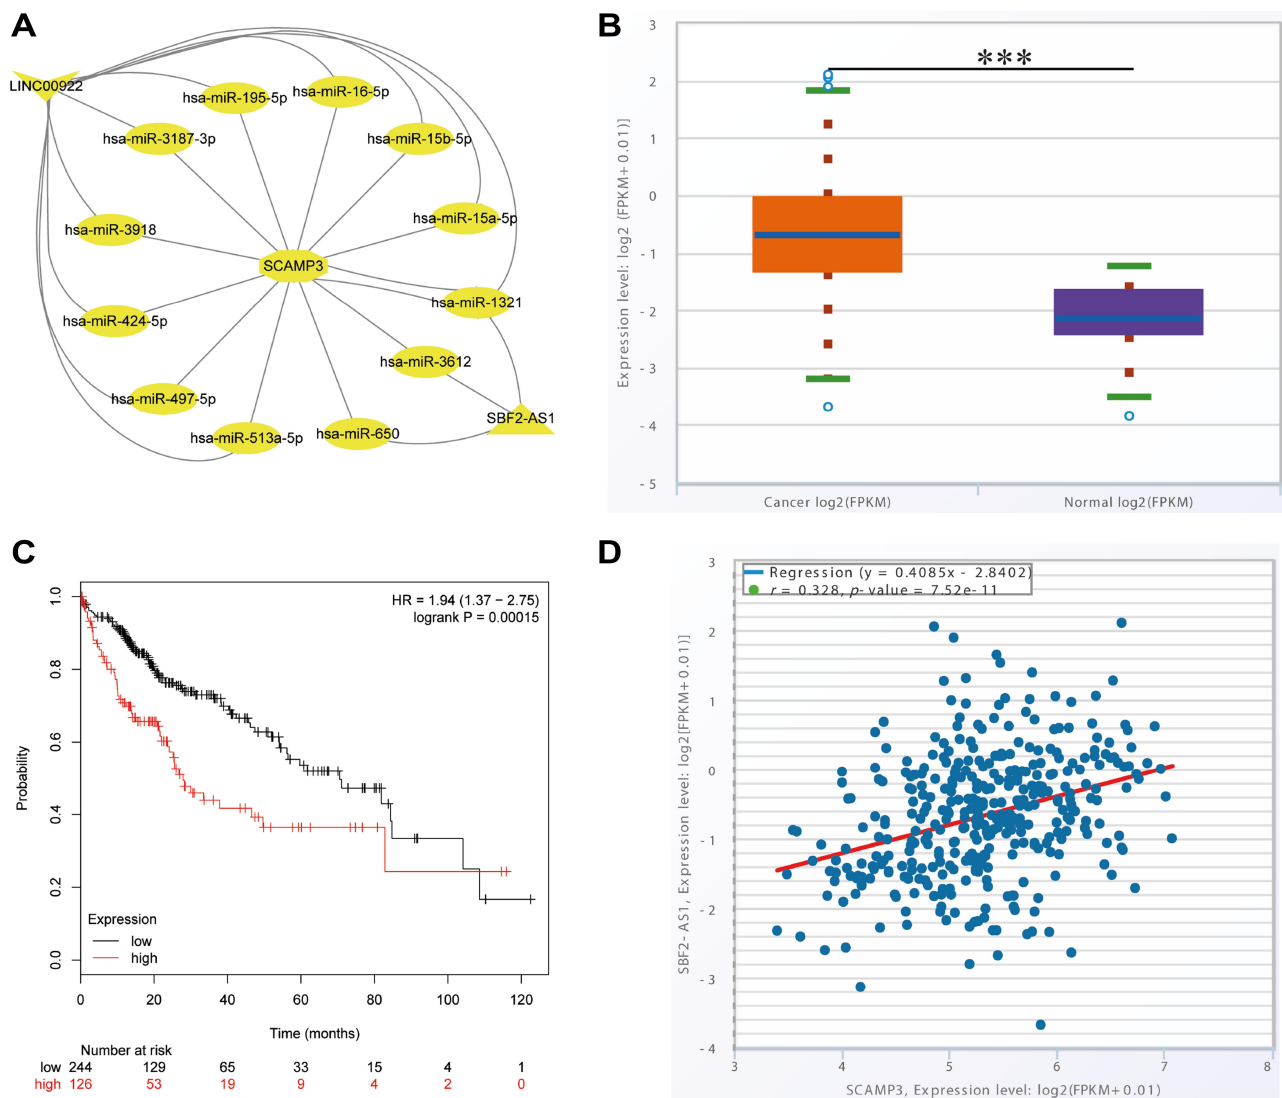 A
LINC00922
hsa-miR-195-5p
hsa-miR-16-5p
hsa-miR-3187-3p
hsa-miR-15b-5p
hsa-miR-3918
hsa-miR-15a-5p
SCAMP3
hsa-miR-1321
hsa-miR-424-5p
hsa-miR-3612
hsa-miR-497-5p
SBF2-AS1
hsa-miR-513a-5p
hsa-miR-650
B
***
Expression level: log2 (FPKM+0.01)]
3
2
1
0
-1
-2
-3
-4
-5
Cancer log2(FPKM)
Normal log2(FPKM)
C
HR = 1.94 (1.37 − 2.75)
logrank P = 0.00015
Probability
1.0
0.8
0.6
0.4
0.2
0.0
Expression
low
high
0 20 40 60 80 100 120
Time (months)
Number at risk
low 244 129 65 33 15 4 1
high 126 53 19 9 4 2 0
D
Regression (y = 0.4085x - 2.8402)
r = 0.328, p-value = 7.52e-11
SBF2-AS1, Expression level: log2[FPKM+0.01)]
3
2
1
0
-1
-2
-3
-4
3 4 5 6 7 8
SCAMP3, Expression level: log2(FPKM+0.01)